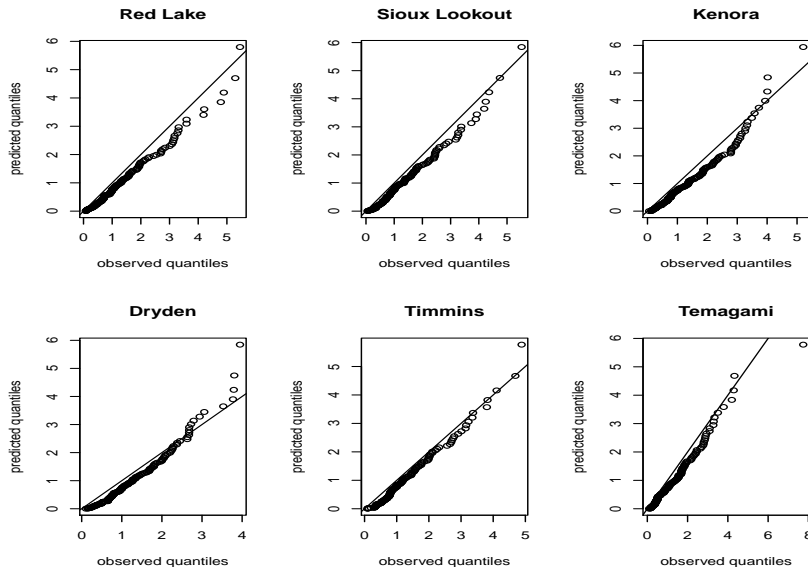 Red Lake
predicted quantiles
0 1 2 3 4 5 6
0 1 2 3 4 5
observed quantiles
Sioux Lookout
predicted quantiles
0 1 2 3 4 5 6
0 1 2 3 4 5
observed quantiles
Kenora
predicted quantiles
0 1 2 3 4 5 6
0 1 2 3 4 5
observed quantiles
Dryden
predicted quantiles
0 1 2 3 4 5 6
0 1 2 3 4
observed quantiles
Timmins
predicted quantiles
0 1 2 3 4 5
0 1 2 3 4 5
observed quantiles
Temagami
predicted quantiles
0 1 2 3 4 5 6
0 2 4 6 8
observed quantiles